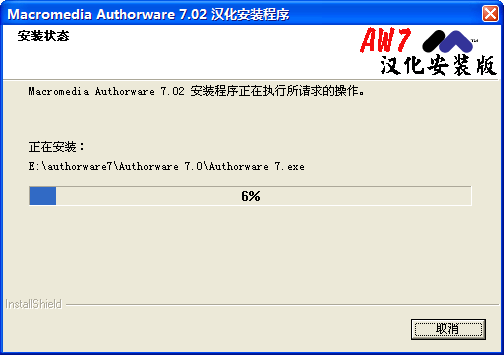 Macromedia Authorware 7.02 汉化安装程序
安装状态
AW7
TM
汉化安装版
Macromedia Authorware 7.02 安装程序正在执行所请求的操作。
正在安装：
E:\authorware7\Authorware 7.0\Authorware 7.exe
6%
InstallShield
取消